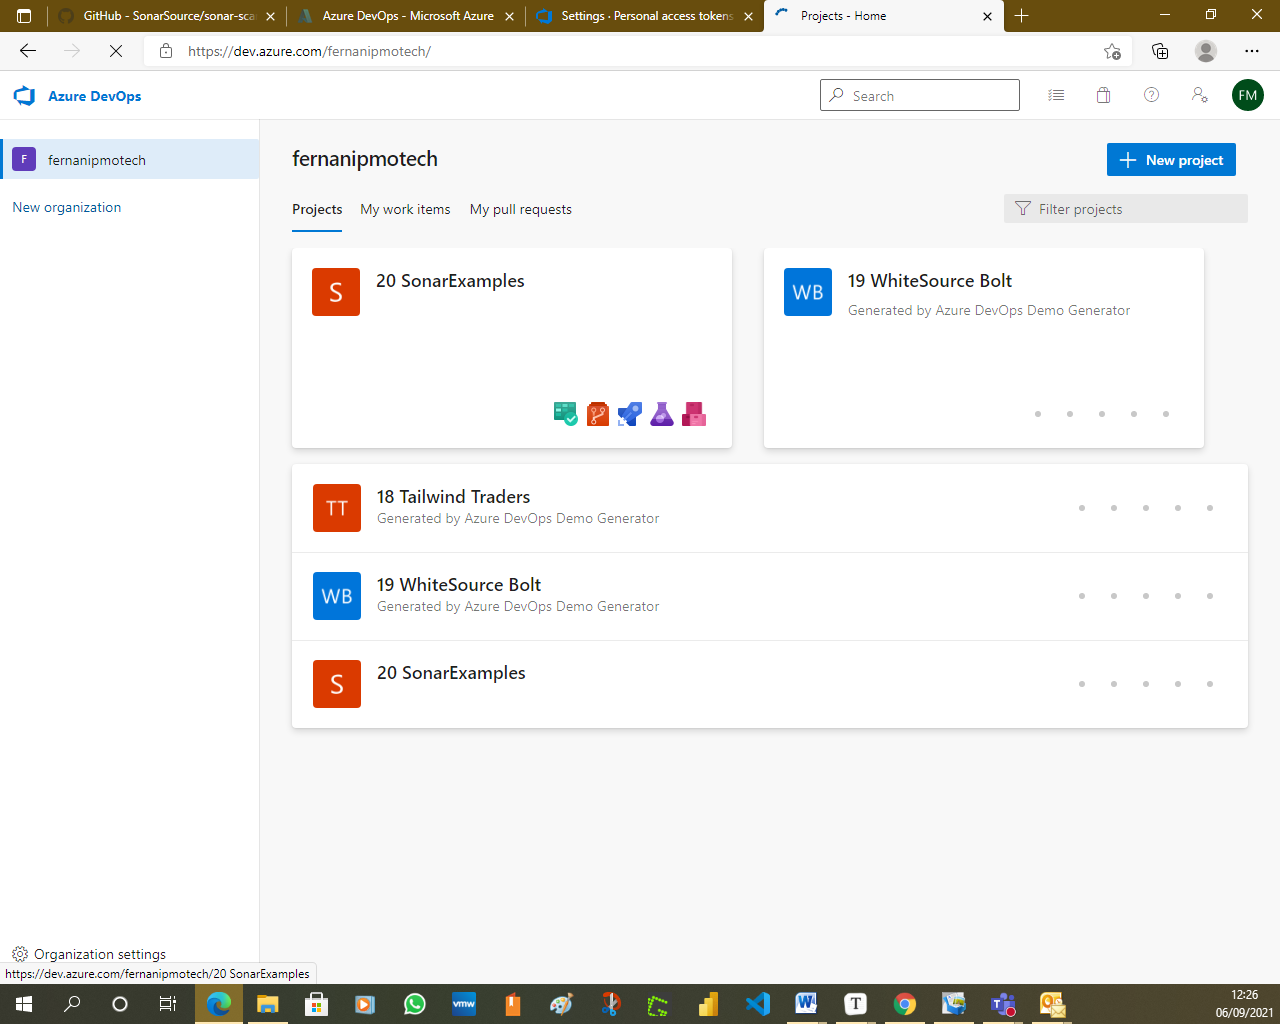 GitHub - SonarSource/sonar-sca
Azure DevOps - Microsoft Azure
Settings · Personal access tokens
Projects - Home
https://dev.azure.com/fernanipmotech/
Azure DevOps
Search
FM
F
fernanipmotech
New organization
fernanipmotech
New project
Projects
My work items
My pull requests
Filter projects
S
20 SonarExamples
WB
19 WhiteSource Bolt
Generated by Azure DevOps Demo Generator
TT
18 Tailwind Traders
Generated by Azure DevOps Demo Generator
WB
19 WhiteSource Bolt
Generated by Azure DevOps Demo Generator
S
20 SonarExamples
Organization settings
https://dev.azure.com/fernanipmotech/20 SonarExamples
vmw
W
T
12:26
06/09/2021